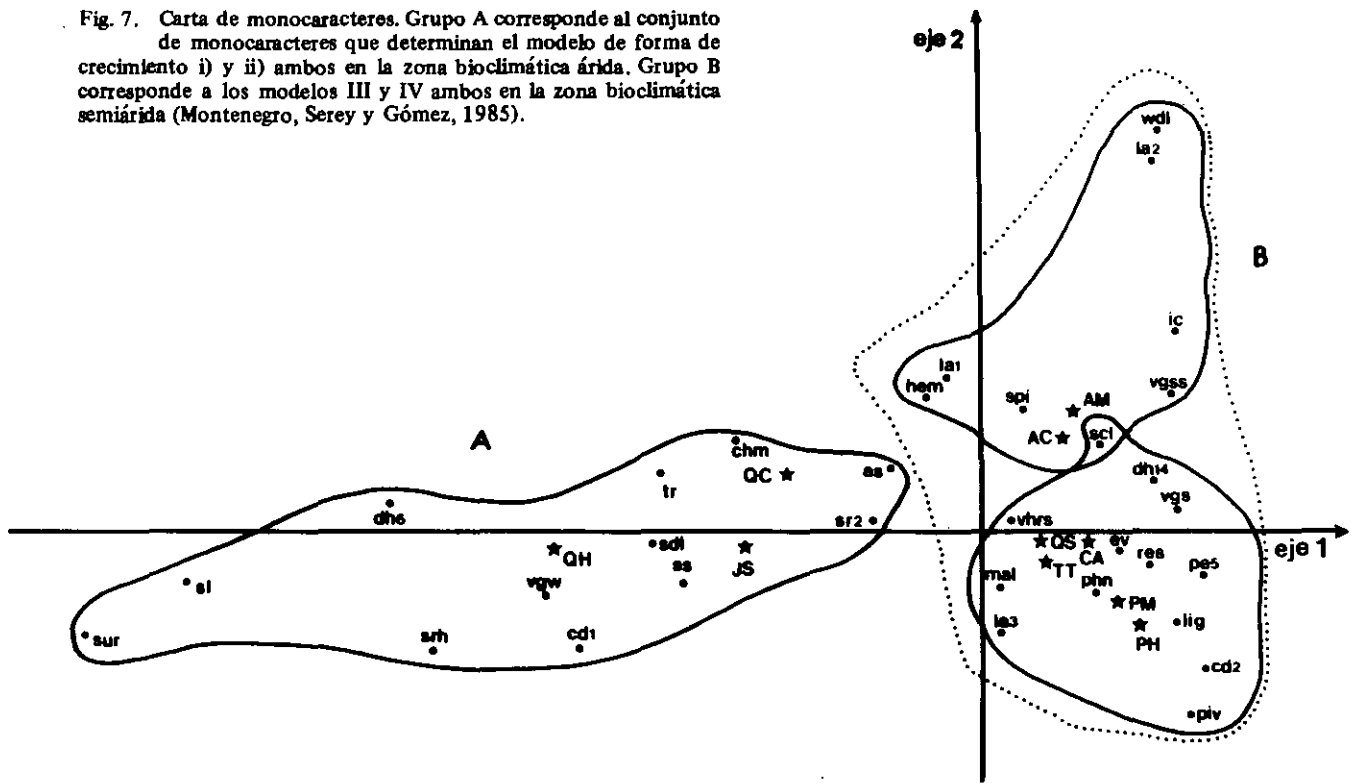 Fig. 7. Carta de monocaracteres. Grupo A corresponde al conjunto
de monocaracteres que determinan el modelo de forma de
crecimiento i) y ii) ambos en la zona bioclimática árida. Grupo B
corresponde a los modelos III y IV ambos en la zona bioclimática
semiárida (Montenegro, Serey y Gómez, 1985).
eje 2
wdl
la2
B
ic
la1
hem
vgss
spi
AM
AC
scl
A
chm
QC
as
tr
dh14
vgs
dh6
sr2
vhrs
eje 1
sdl
QH
JS
QS
CA
ev
res
TT
pe5
sl
vgw
as
mal
phn
PM
lig
la3
PH
sur
srh
cd1
cd2
piv